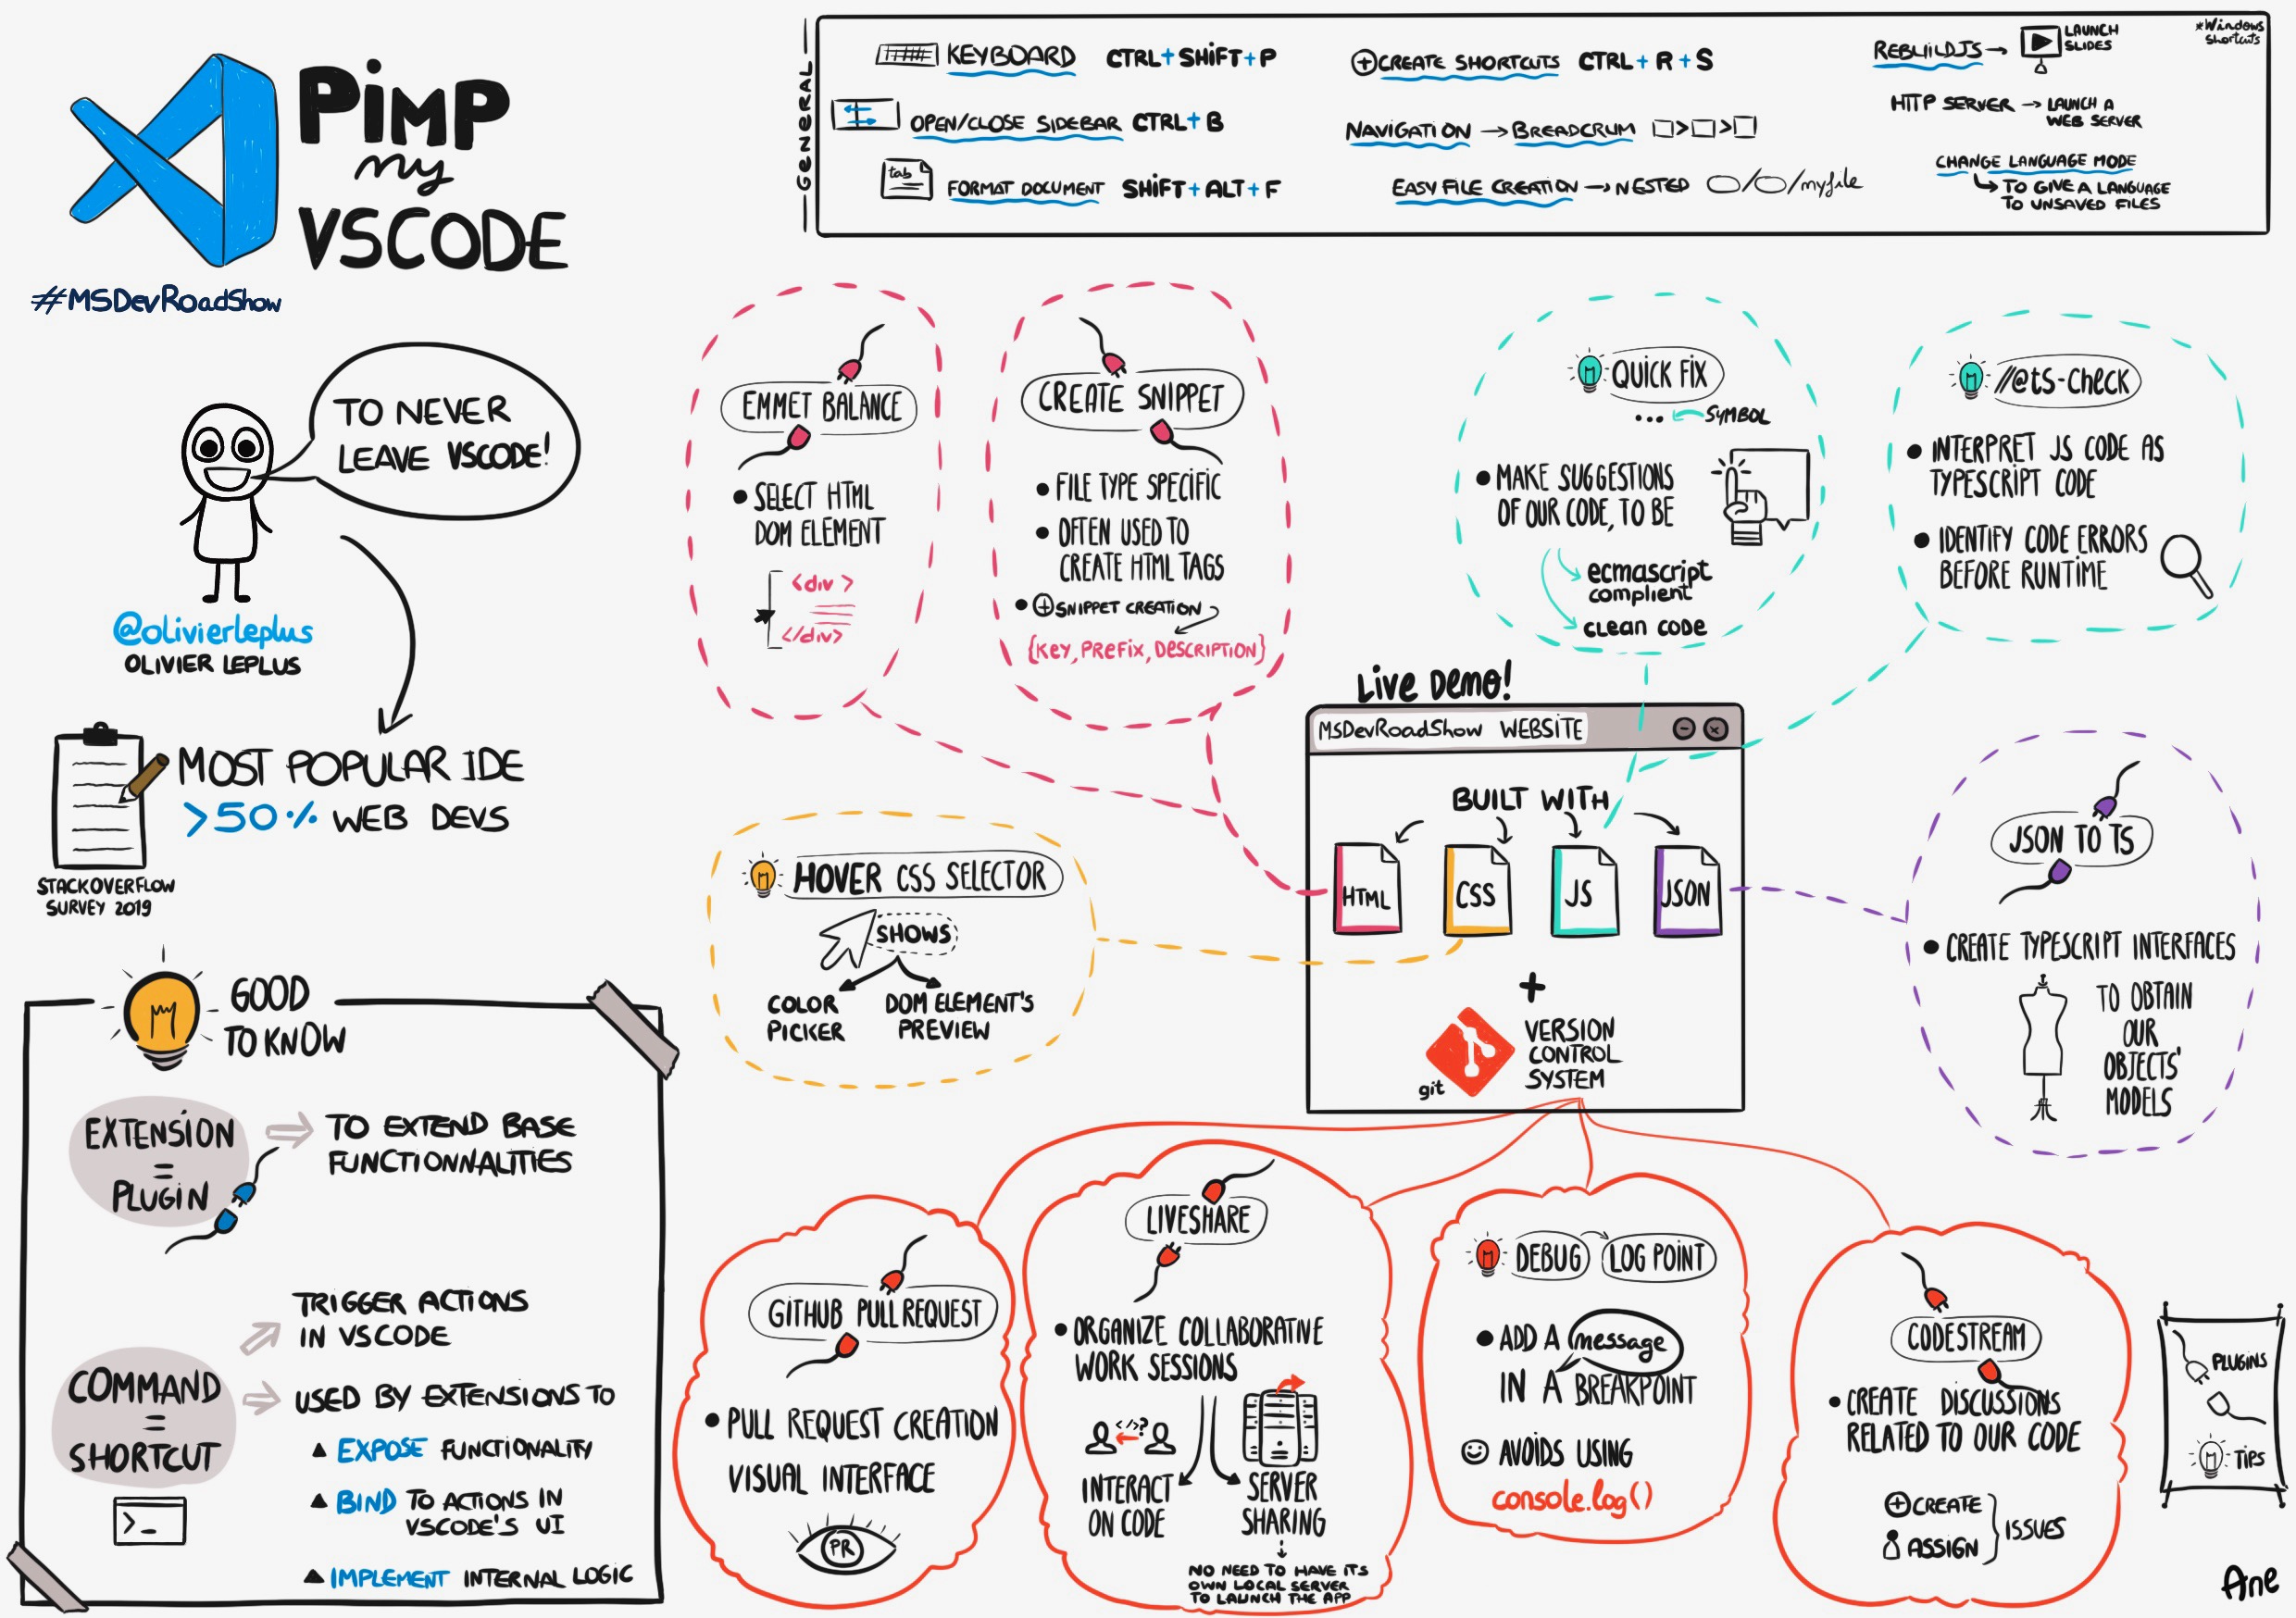 PiMP
my
VSCODE
#MSDevRoadShow
GENERAL
KEYBOARD CTRL+SHiFT+P
OPEN/CLOSE SIDEBAR CTRL+B
tab
FORMAT DOCUMENT SHiFT+ALT+F
CREATE SHORTCUTS CTRL+R+S
NAVIGATION → BREADCRUM □>□>□
EASY FILE CREATION → NESTED O/O/myfile
REBUILDJS → LAUNCH
SLIDES
HTTP SERVER → LAUNCH A
WEB SERVER
CHANGE LANGUAGE MODE
TO GIVE A LANGUAGE
TO UNSAVED FILES
*Windows
Shortcuts
TO NEVER
LEAVE VSCODE!
@olivierleplus
OLIVIER LEPLUS
MOST POPULAR IDE
>50% WEB DEVS
STACKOVERFLOW
SURVEY 2019
GOOD
TO KNOW
EXTENSiON
=
PLUGiN
TO EXTEND BASE
FUNCTIONNALITIES
COMMAND
=
SHORTCUT
>_
TRIGGER ACTIONS
IN VSCODE
USED BY EXTENSIONS TO
▲ EXPOSE FUNCTIONALITY
▲ BIND TO ACTIONS IN
VSCODE'S UI
▲ IMPLEMENT INTERNAL LOGIC
EMMET BALANCE
• SELECT HTML
DOM ELEMENT
<div >
</div>
CREATE SNIPPET
• FILE TYPE SPECIFIC
• OFTEN USED TO
CREATE HTML TAGS
• +SNIPPET CREATION
{KEY, PREFIX, DESCRIPTION}
QUICK FIX
... ← SYMBOL
• MAKE SUGGESTIONS
OF OUR CODE, TO BE
ecmascript
complient
clean code
//@ts-check
• INTERPRET JS CODE AS
TYPESCRIPT CODE
• IDENTIFY CODE ERRORS
BEFORE RUNTIME
Live Demo!
MSDevRoadShow WEBSITE
BUILT WITH
HTML
CSS
JS
JSON
+
git
VERSION
CONTROL
SYSTEM
HOVER CSS SELECTOR
SHOWS
COLOR
PICKER
DOM ELEMENT'S
PREVIEW
JSON TO TS
• CREATE TYPESCRIPT INTERFACES
TO OBTAIN
OUR
OBJECTS'
MODELS
GITHUB PULL REQUEST
• PULL REQUEST CREATION
VISUAL INTERFACE
PR
LIVESHARE
• ORGANIZE COLLABORATIVE
WORK SESSIONS
</>?
INTERACT
ON CODE
SERVER
SHARING
NO NEED TO HAVE ITS
OWN LOCAL SERVER
TO LAUNCH THE APP
DEBUG LOG POINT
• ADD A message
IN A BREAKPOINT
AVOIDS USING
console.log()
CODESTREAM
• CREATE DISCUSSIONS
RELATED TO OUR CODE
+CREATE
ASSIGN
ISSUES
PLUGINS
TiPS
Ane